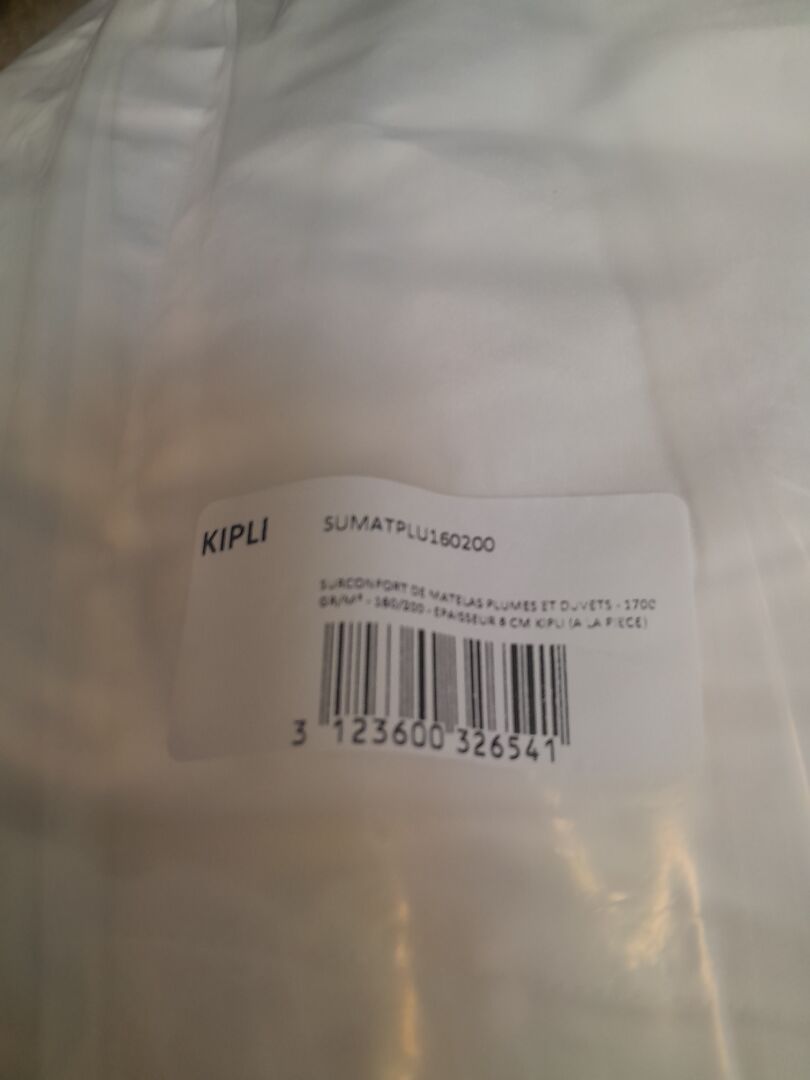 KIPLI
SUMATPLU160200
SURCONFORT DE MATELAS PLUMES ET DUVETS - 1700
GR/M² - 160/200 - EPAISSEUR 8 CM KIPLI (A LA PIECE)
3 123600 326541